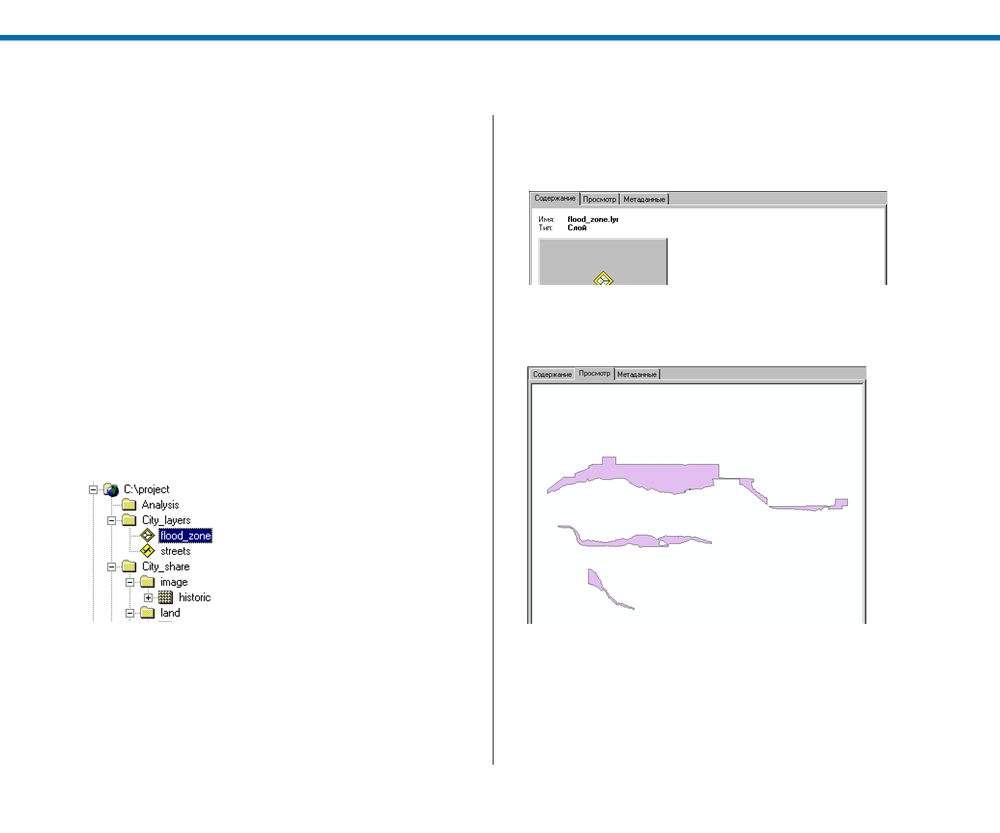 C:\project
Analysis
City_layers
flood_zone
streets
City_share
image
historic
land
Содержание Просмотр Метаданные
Имя: flood_zone.lyr
Тип: Слой
Содержание Просмотр Метаданные